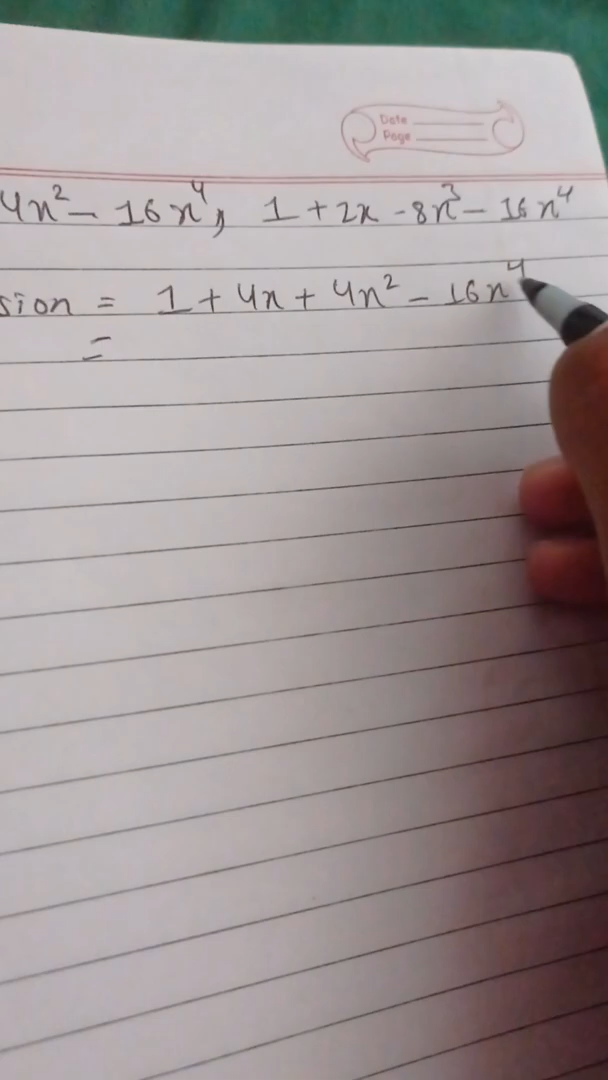 Date
Page
4x² - 16x⁴, 1 + 2x - 8x³ - 16x⁴
sion = 1 + 4x + 4x² - 16x⁴
=